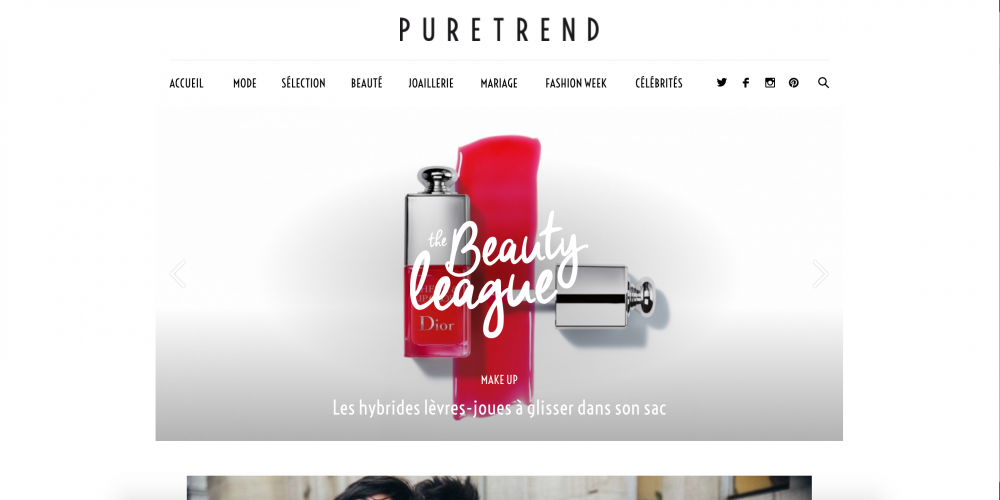 PURETREND
ACCUEIL MODE SÉLECTION BEAUTÉ JOAILLERIE MARIAGE FASHION WEEK CÉLÉBRITÉS
the Beauty
league
Dior
MAKE UP
Les hybrides lèvres-joues à glisser dans son sac